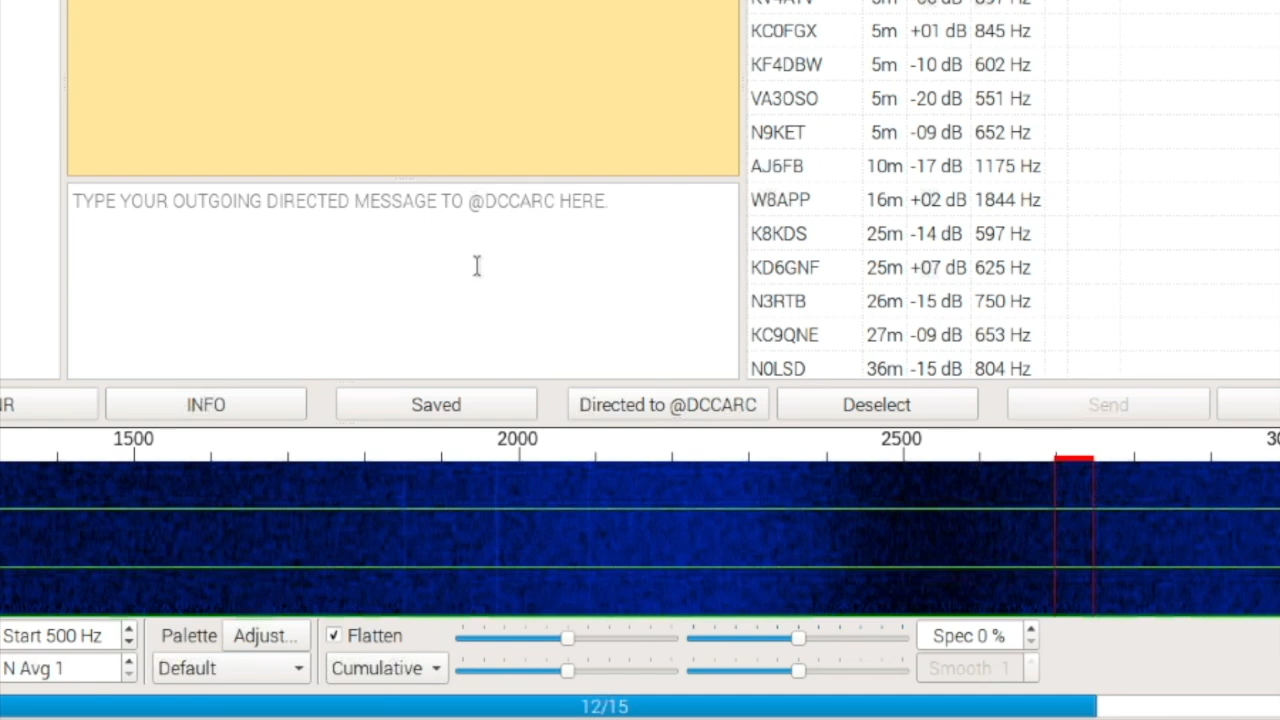 KC0FGX 5m +01 dB 845 Hz
KF4DBW 5m -10 dB 602 Hz
VA3OSO 5m -20 dB 551 Hz
N9KET 5m -09 dB 652 Hz
AJ6FB 10m -17 dB 1175 Hz
W8APP 16m +02 dB 1844 Hz
K8KDS 25m -14 dB 597 Hz
KD6GNF 25m +07 dB 625 Hz
N3RTB 26m -15 dB 750 Hz
KC9QNE 27m -09 dB 653 Hz
N0LSD 36m -15 dB 804 Hz
TYPE YOUR OUTGOING DIRECTED MESSAGE TO @DCCARC HERE.
INFO Saved Directed to @DCCARC Deselect Send
1500 2000 2500
Start 500 Hz Palette Adjust... Flatten Spec 0 %
N Avg 1 Default Cumulative Smooth 1
12/15